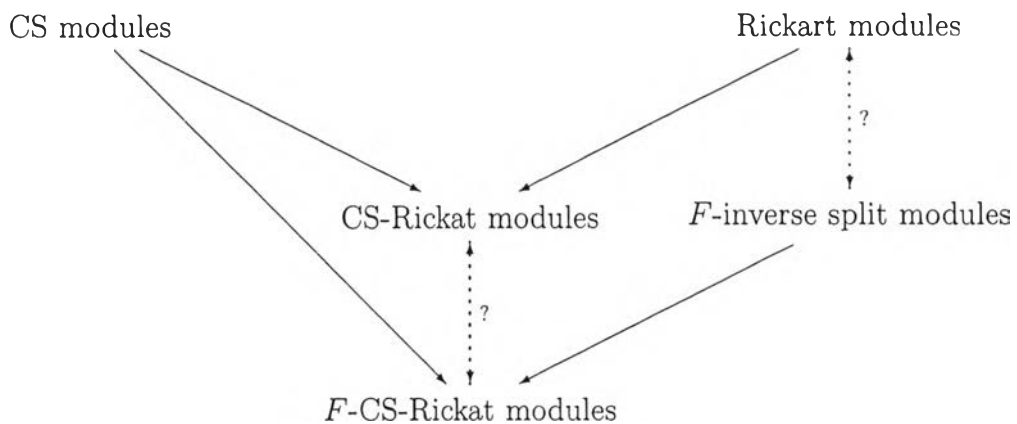 CS modules
Rickart modules
?
CS-Rickat modules
F-inverse split modules
?
F-CS-Rickat modules